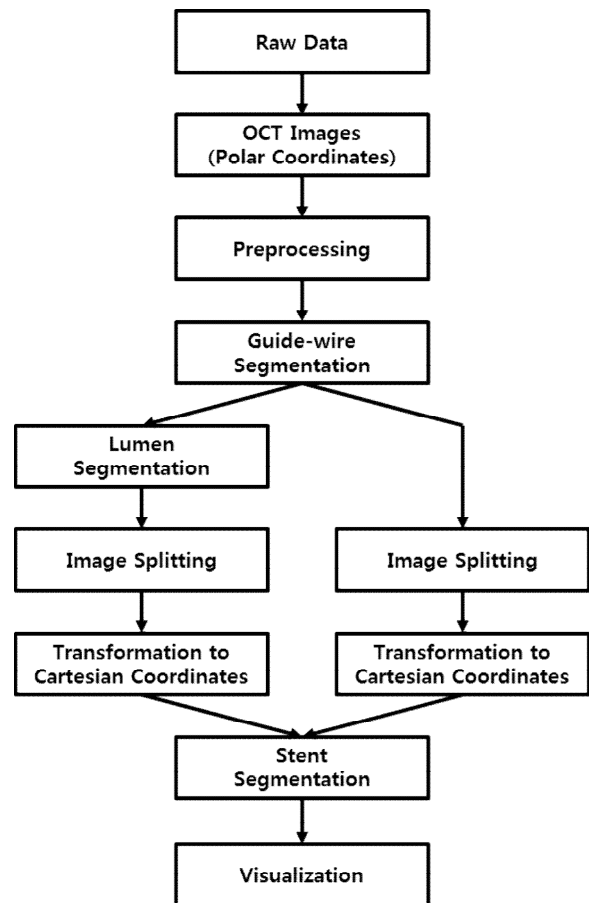 Raw Data
OCT Images
(Polar Coordinates)
Preprocessing
Guide-wire
Segmentation
Lumen
Segmentation
Image Splitting
Image Splitting
Transformation to
Cartesian Coordinates
Transformation to
Cartesian Coordinates
Stent
Segmentation
Visualization